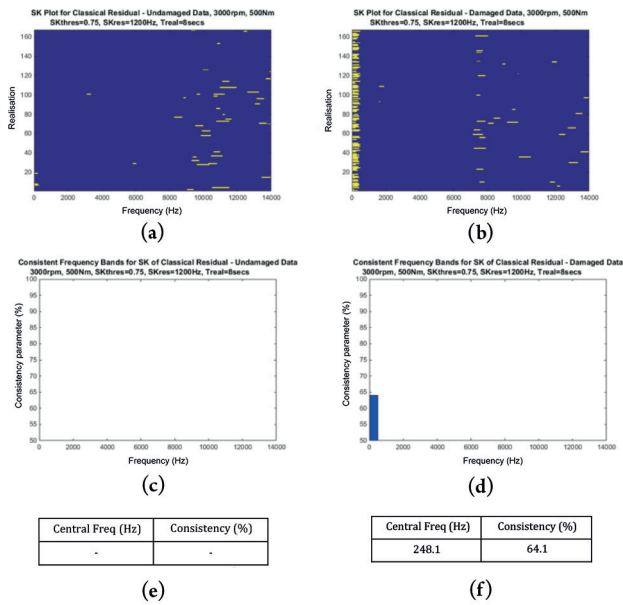 SK Plot for Classical Residual - Undamaged Data, 3000rpm, 500Nm
SKthres=0.75, SKres=1200Hz, Treal=8secs
160
140
120
100
80
60
40
20
Realisation
0 2000 4000 6000 8000 10000 12000 14000
Frequency (Hz)
(a)
SK Plot for Classical Residual - Damaged Data, 3000rpm, 500Nm
SKthres=0.75, SKres=1200Hz, Treal=8secs
160
140
120
100
80
60
40
20
Realisation
0 2000 4000 6000 8000 10000 12000 14000
Frequency (Hz)
(b)
Consistent Frequency Bands for SK of Classical Residual - Undamaged Data
3000rpm, 500Nm, SKthres=0.75, SKres=1200Hz, Treal=8secs
100
95
90
85
80
75
70
65
60
55
50
Consistency parameter (%)
0 2000 4000 6000 8000 10000 12000 14000
Frequency (Hz)
(c)
Consistent Frequency Bands for SK of Classical Residual - Damaged Data
3000rpm, 500Nm, SKthres=0.75, SKres=1200Hz, Treal=8secs
100
95
90
85
80
75
70
65
60
55
50
Consistency parameter (%)
0 2000 4000 6000 8000 10000 12000 14000
Frequency (Hz)
(d)
Central Freq (Hz) Consistency (%)
- -
(e)
Central Freq (Hz) Consistency (%)
248.1 64.1
(f)